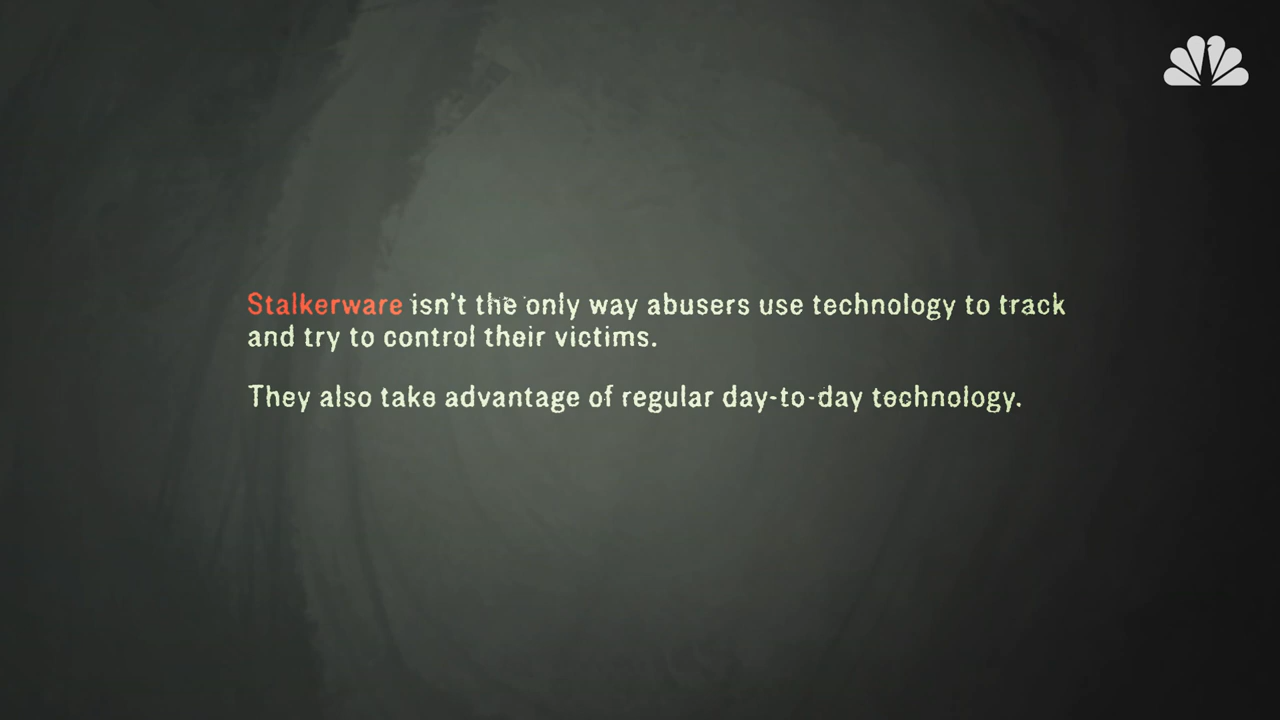 Stalkerware isn't the only way abusers use technology to track
and try to control their victims.
They also take advantage of regular day-to-day technology.